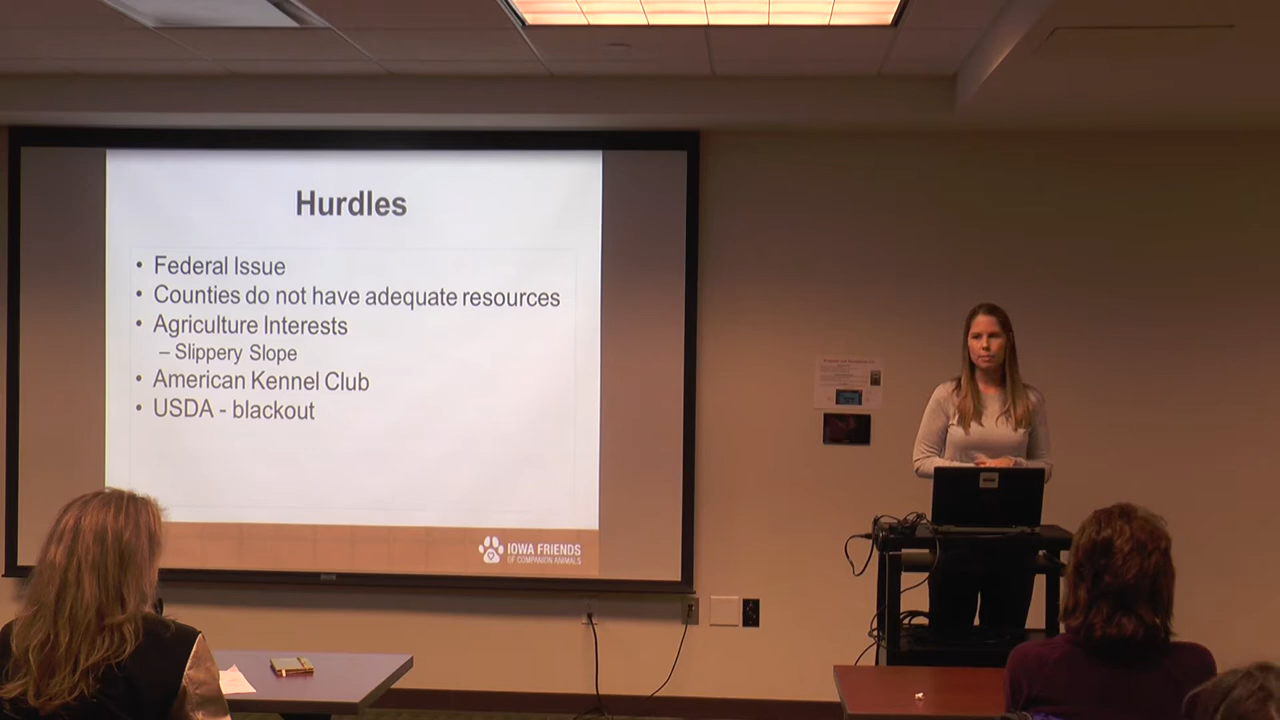 Hurdles
• Federal Issue
• Counties do not have adequate resources
• Agriculture Interests
– Slippery Slope
• American Kennel Club
• USDA - blackout
IOWA FRIENDS
OF COMPANION ANIMALS